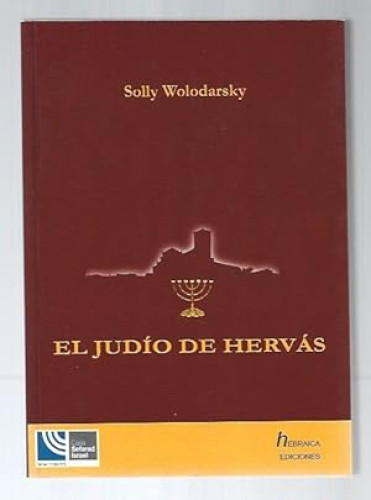 Solly Wolodarsky
EL JUDÍO DE HERVÁS
Casa
Sefarad
Israel
hEBRAICA
EDICIONES